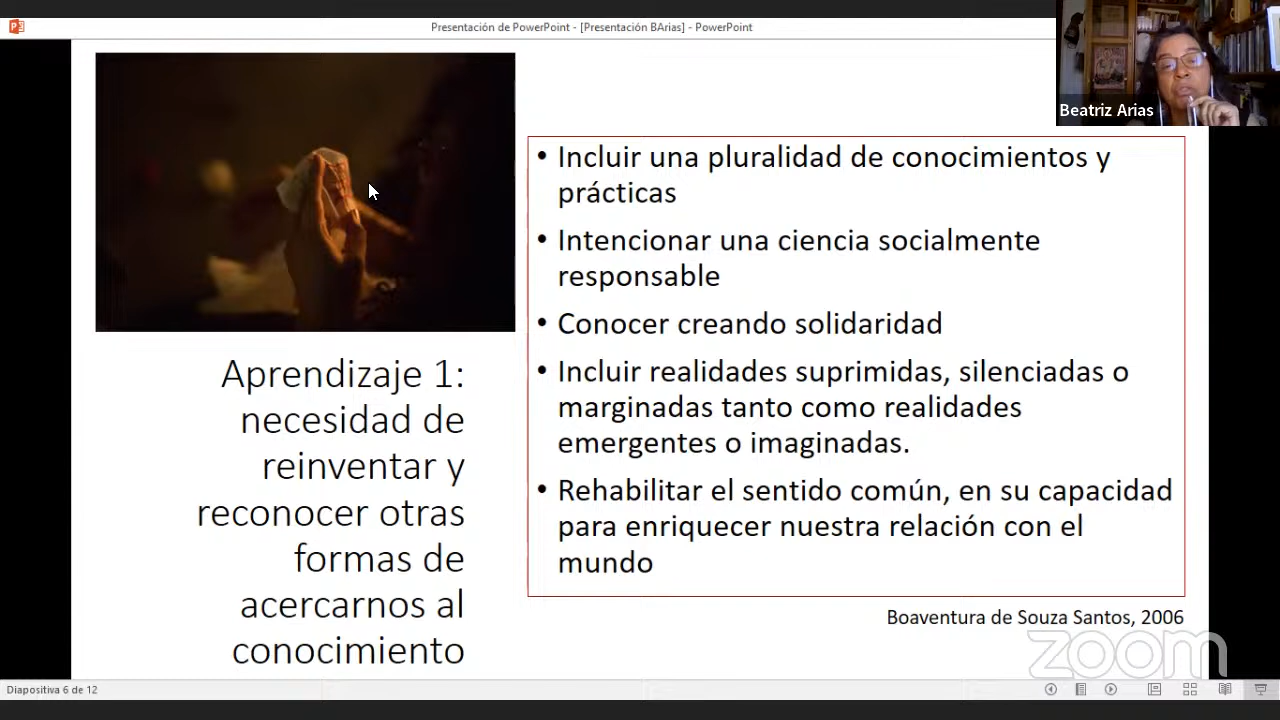 Presentación de PowerPoint - [Presentación BArias] - PowerPoint
Beatriz Arias
• Incluir una pluralidad de conocimientos y
prácticas
• Intencionar una ciencia socialmente
responsable
• Conocer creando solidaridad
• Incluir realidades suprimidas, silenciadas o
marginadas tanto como realidades
emergentes o imaginadas.
• Rehabilitar el sentido común, en su capacidad
para enriquecer nuestra relación con el
mundo
Aprendizaje 1:
necesidad de
reinventar y
reconocer otras
formas de
acercarnos al
conocimiento
Boaventura de Souza Santos, 2006
zoom
Diapositiva 6 de 12